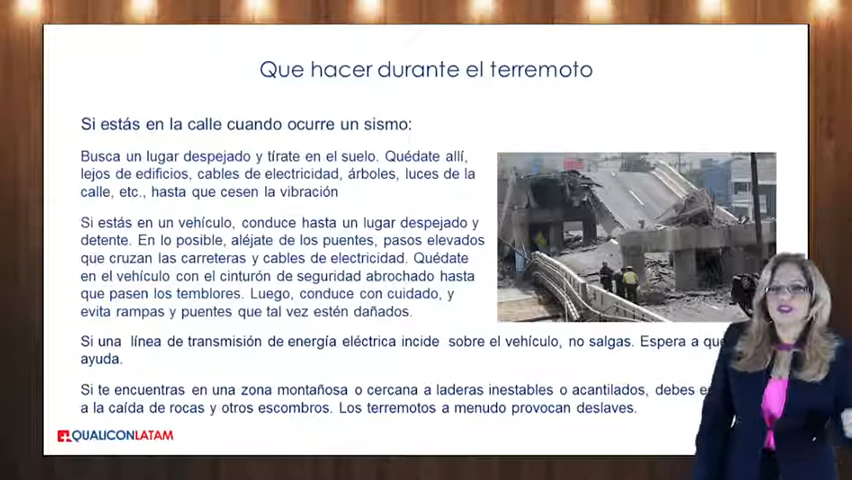 Que hacer durante el terremoto
Si estás en la calle cuando ocurre un sismo:
Busca un lugar despejado y tírate en el suelo. Quédate allí,
lejos de edificios, cables de electricidad, árboles, luces de la
calle, etc., hasta que cesen la vibración
Si estás en un vehículo, conduce hasta un lugar despejado y
detente. En lo posible, aléjate de los puentes, pasos elevados
que cruzan las carreteras y cables de electricidad. Quédate
en el vehículo con el cinturón de seguridad abrochado hasta
que pasen los temblores. Luego, conduce con cuidado, y
evita rampas y puentes que tal vez estén dañados.
Si una línea de transmisión de energía eléctrica incide sobre el vehículo, no salgas. Espera a
ayuda.
Si te encuentras en una zona montañosa o cercana a laderas inestables o acantilados, debes
a la caída de rocas y otros escombros. Los terremotos a menudo provocan deslaves.
QUALICONLATAM